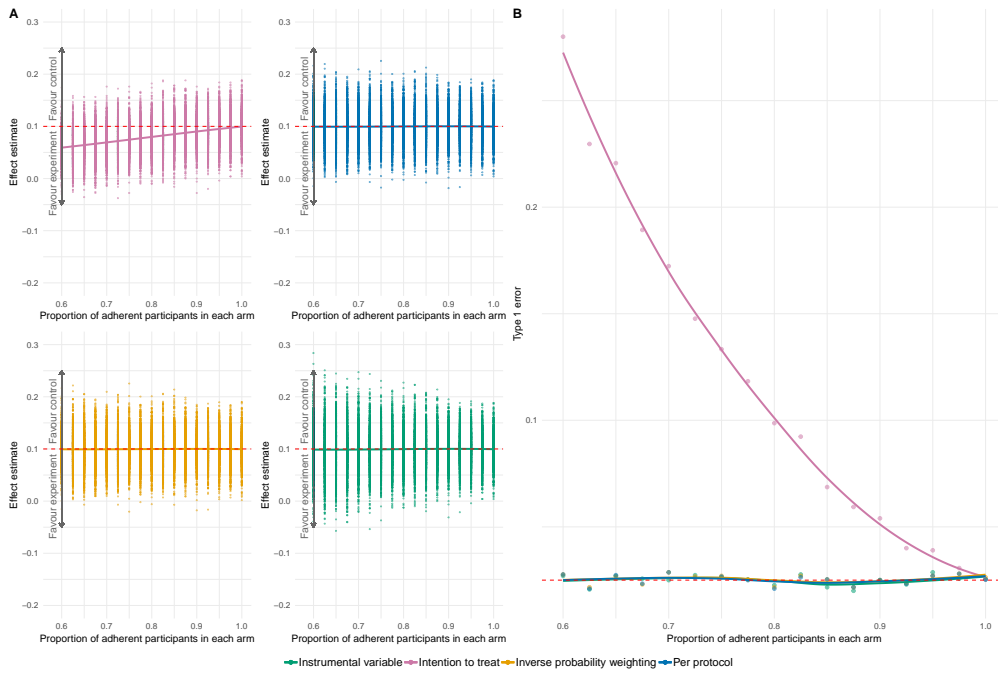 A
B
0.3
0.2
0.1
0.0
−0.1
−0.2
Effect estimate
Favour experiment
Favour control
0.6 0.7 0.8 0.9 1.0
Proportion of adherent participants in each arm
0.3
0.2
0.1
0.0
−0.1
−0.2
Effect estimate
Favour experiment
Favour control
0.6 0.7 0.8 0.9 1.0
Proportion of adherent participants in each arm
0.3
0.2
0.1
0.0
−0.1
−0.2
Effect estimate
Favour experiment
Favour control
0.6 0.7 0.8 0.9 1.0
Proportion of adherent participants in each arm
0.3
0.2
0.1
0.0
−0.1
−0.2
Effect estimate
Favour experiment
Favour control
0.6 0.7 0.8 0.9 1.0
Proportion of adherent participants in each arm
0.2
0.1
Type 1 error
0.6 0.7 0.8 0.9 1.0
Proportion of adherent participants in each arm
Instrumental variable Intention to treat Inverse probability weighting Per protocol